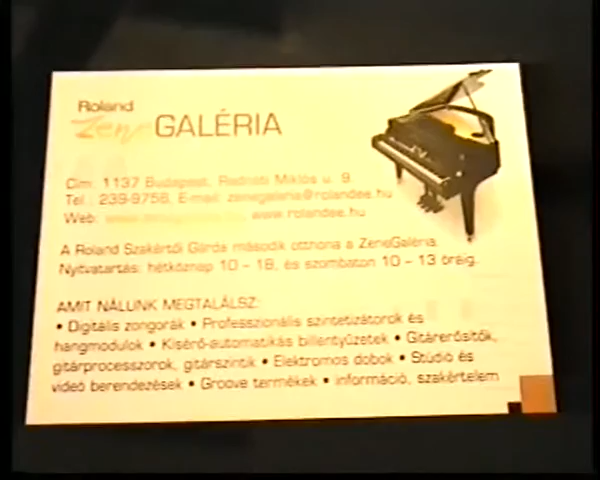 Roland
Zene GALÉRIA
Cím: 1137 Budapest, Radnóti Miklós u. 9.
Tel.: 239-9758, E-mail: zenegaleria@rolandee.hu
Web: www.rolandee.hu
A Roland Szakértői Gárda második otthona a ZeneGaléria.
Nyitvatartás: hétköznap 10 - 18, és szombaton 10 - 13 óráig.
AMIT NÁLUNK MEGTALÁLSZ:
• Digitális zongorák • Professzionális szintetizátorok és
hangmodulok • Kísérő-automatikás billentyűzetek • Gitárerősítők,
gitárprocesszorok, gitárszintik • Elektromos dobok • Stúdió és
videó berendezések • Groove termékek • információ, szakértelem